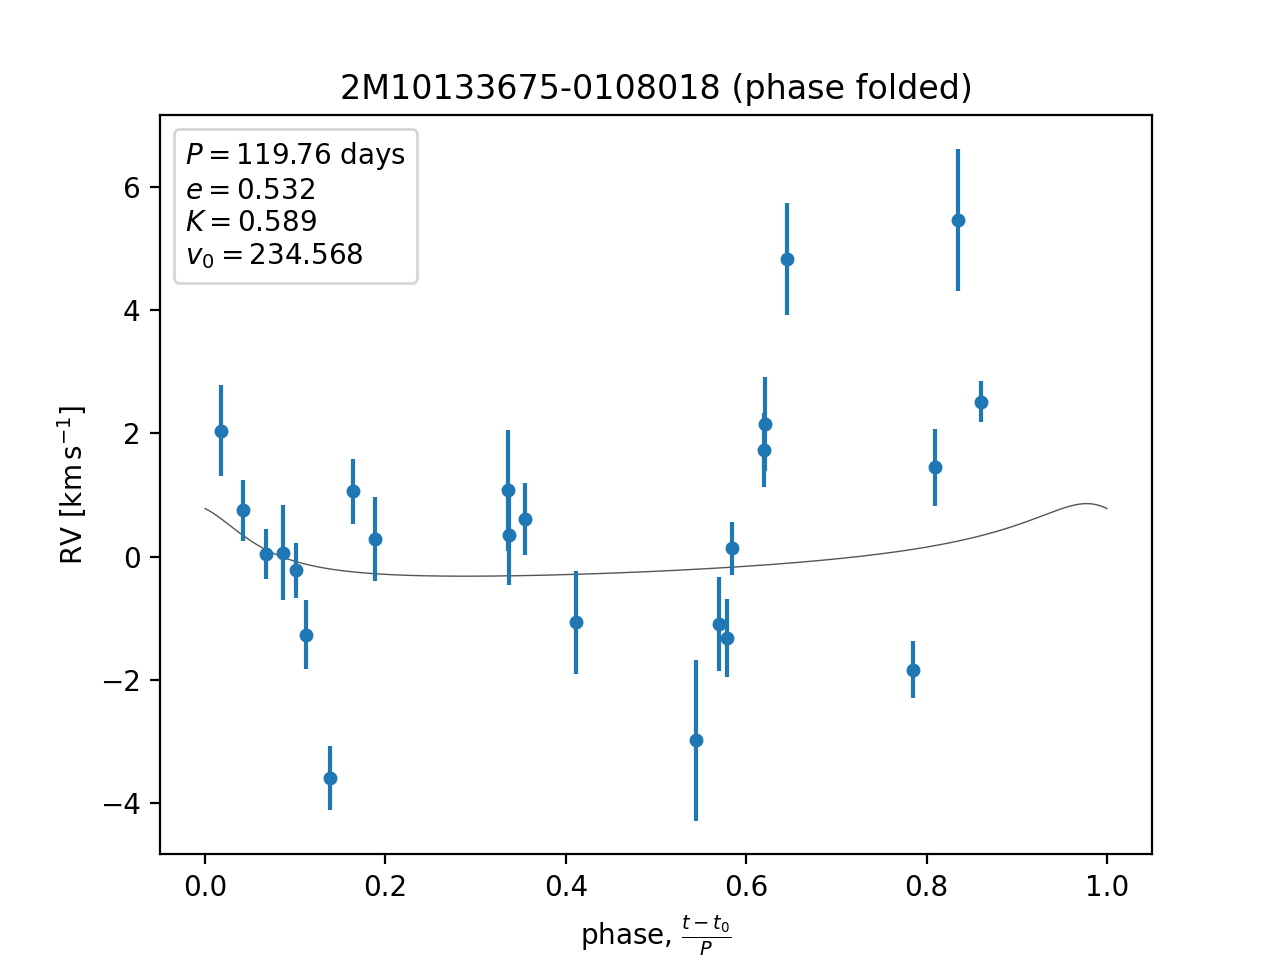 2M10133675-0108018 (phase folded)
P = 119.76 days
e = 0.532
K = 0.589
v₀ = 234.568
6
4
2
0
−2
−4
RV [km s⁻¹]
0.0 0.2 0.4 0.6 0.8 1.0
phase, (t − t₀)/P